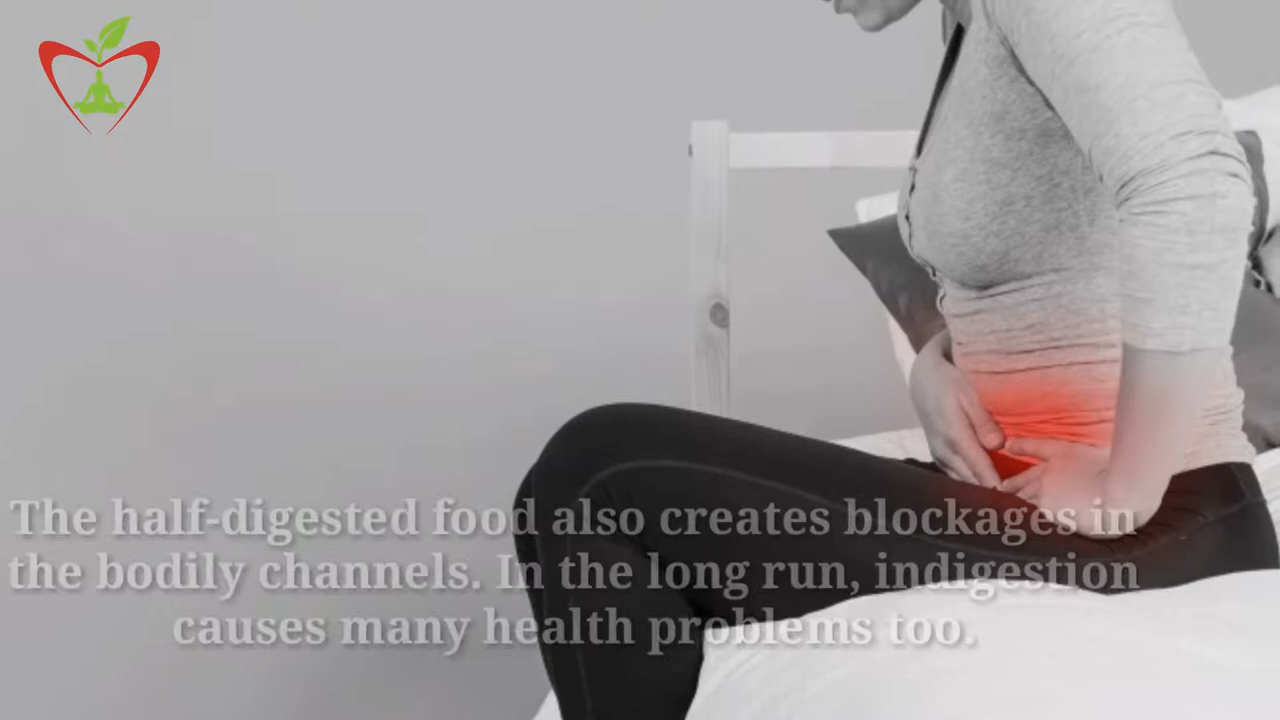 The half-digested food also creates blockages in
the bodily channels. In the long run, indigestion
causes many health problems too.